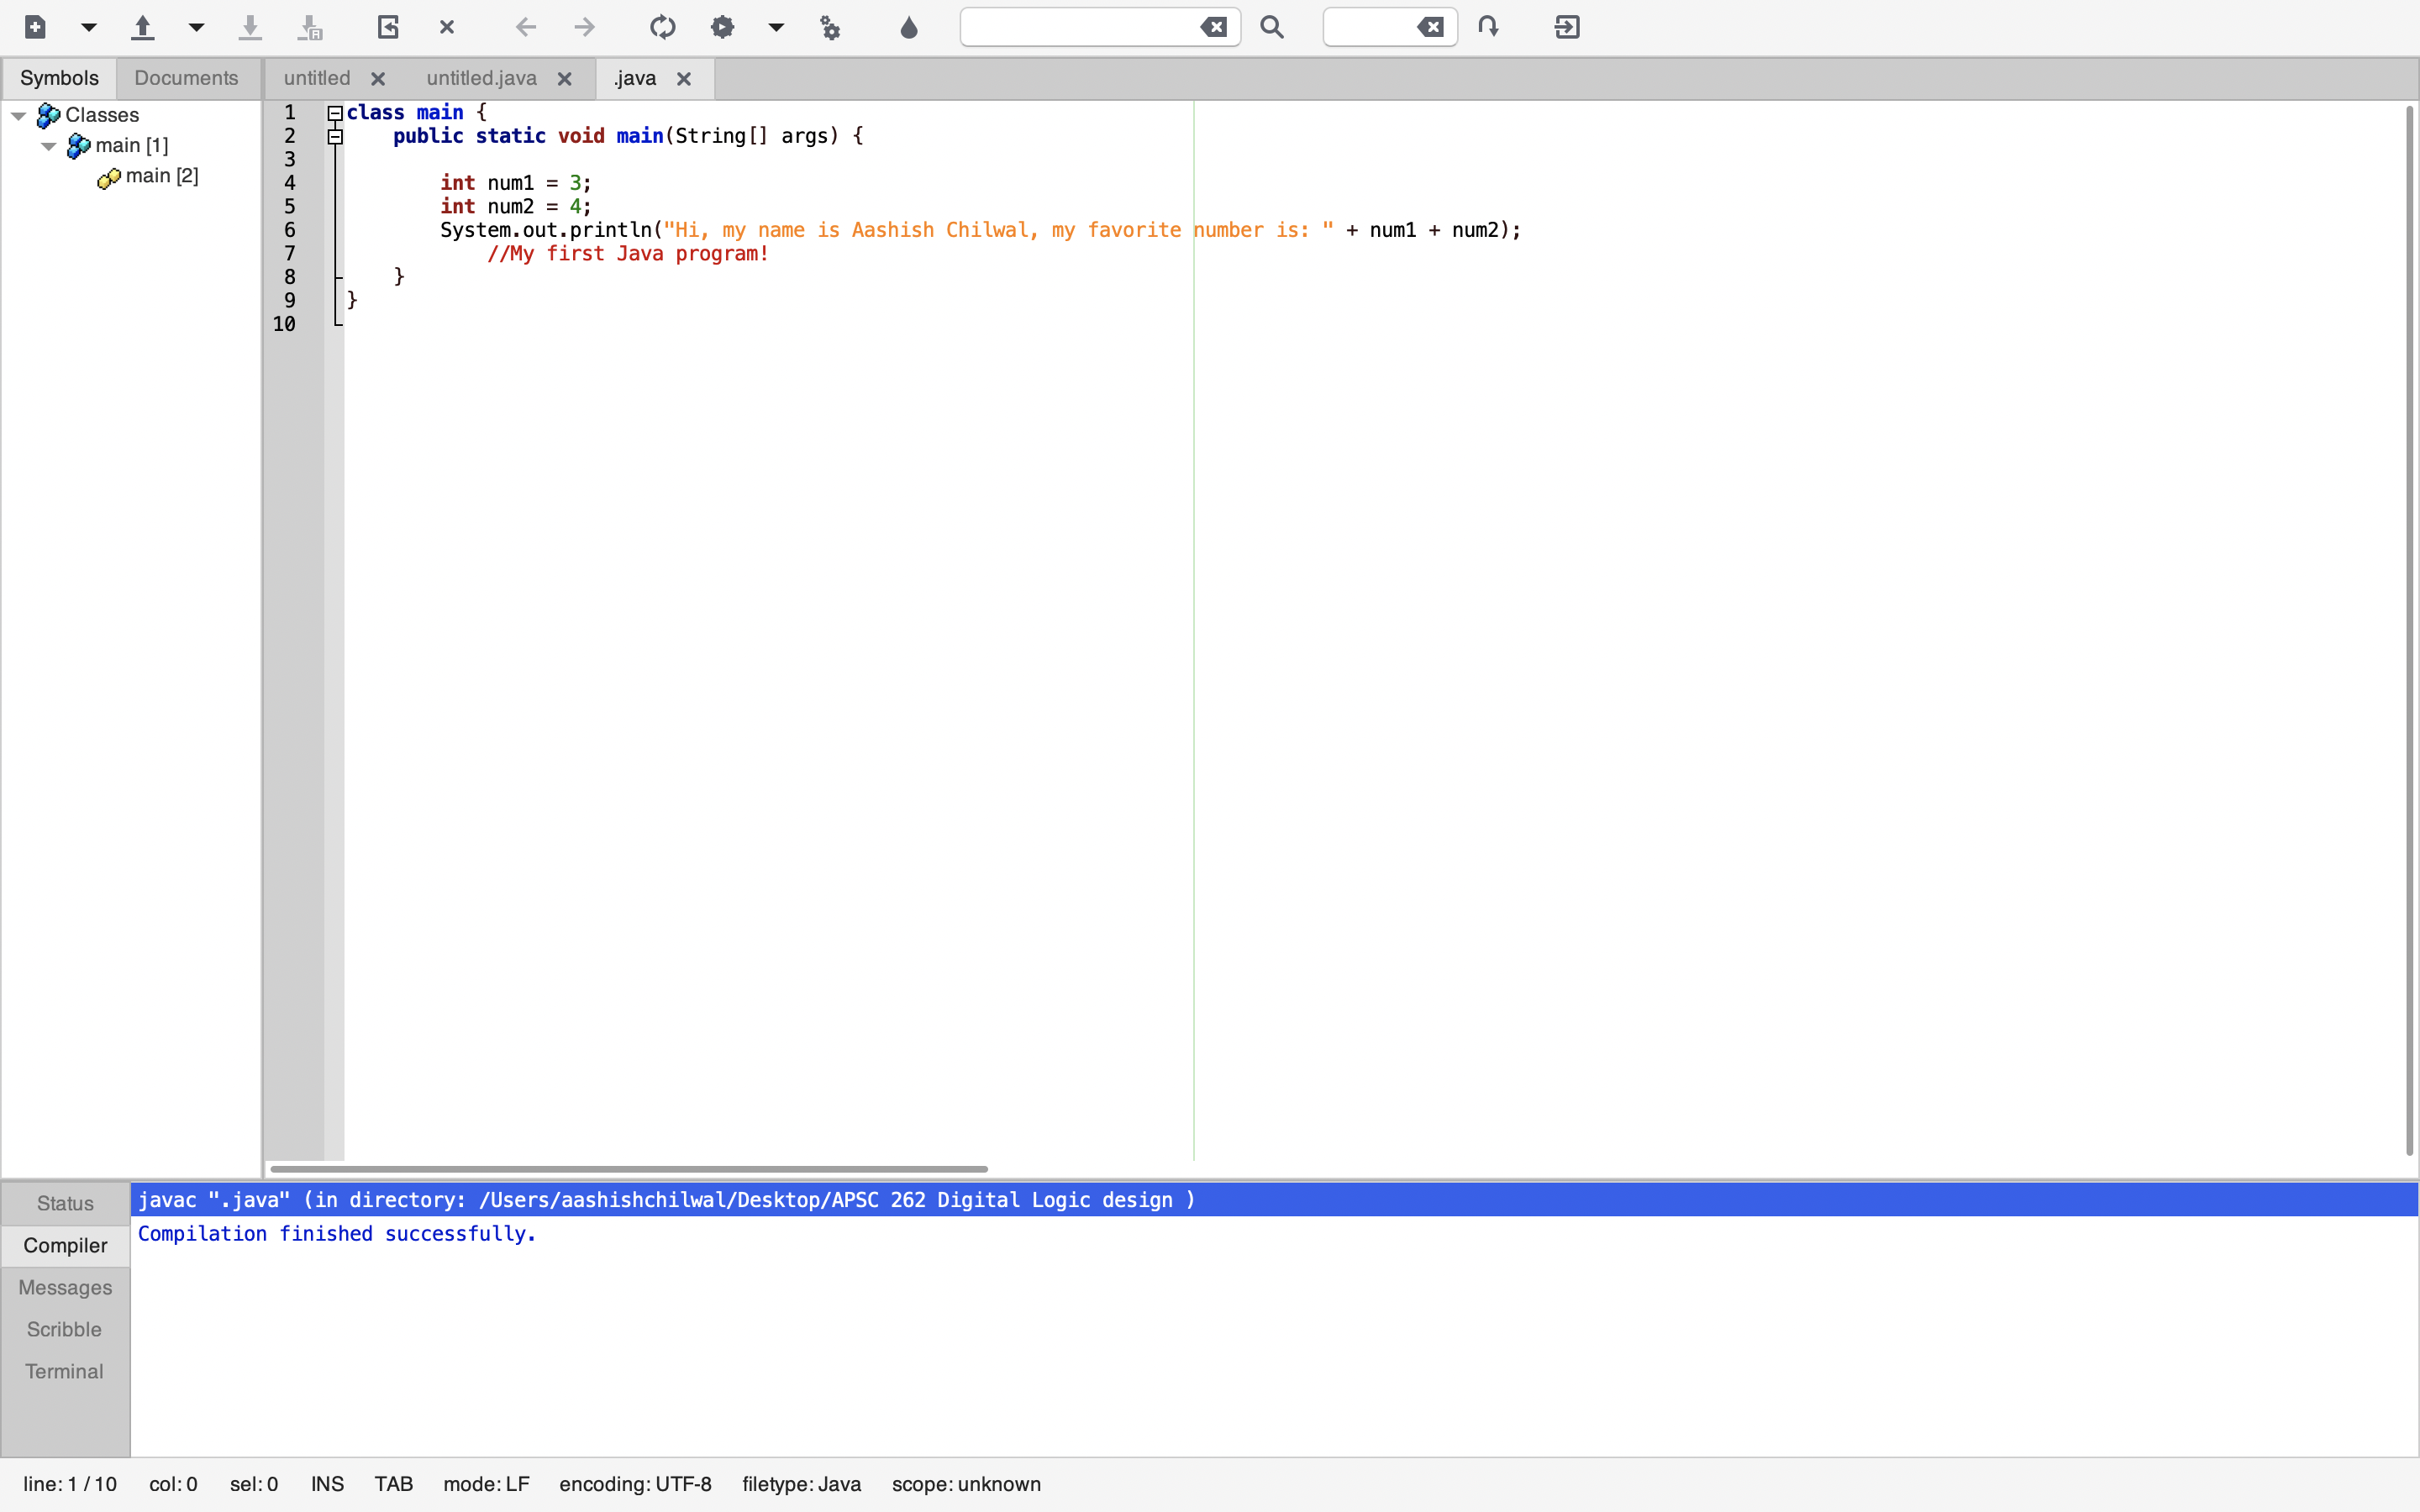 Symbols Documents untitled untitled.java .java
Classes
main [1]
main [2]
1 class main {
2 public static void main(String[] args) {
3
4 int num1 = 3;
5 int num2 = 4;
6 System.out.println("Hi, my name is Aashish Chilwal, my favorite number is: " + num1 + num2);
7 //My first Java program!
8 }
9 }
10
Status
Compiler
Messages
Scribble
Terminal
javac ".java" (in directory: /Users/aashishchilwal/Desktop/APSC 262 Digital Logic design )
Compilation finished successfully.
line: 1 / 10 col: 0 sel: 0 INS TAB mode: LF encoding: UTF-8 filetype: Java scope: unknown